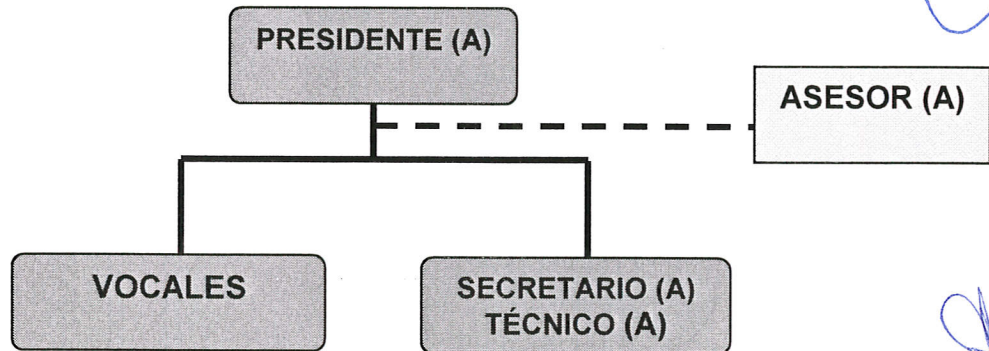 PRESIDENTE (A)
ASESOR (A)
VOCALES
SECRETARIO (A)
TÉCNICO (A)